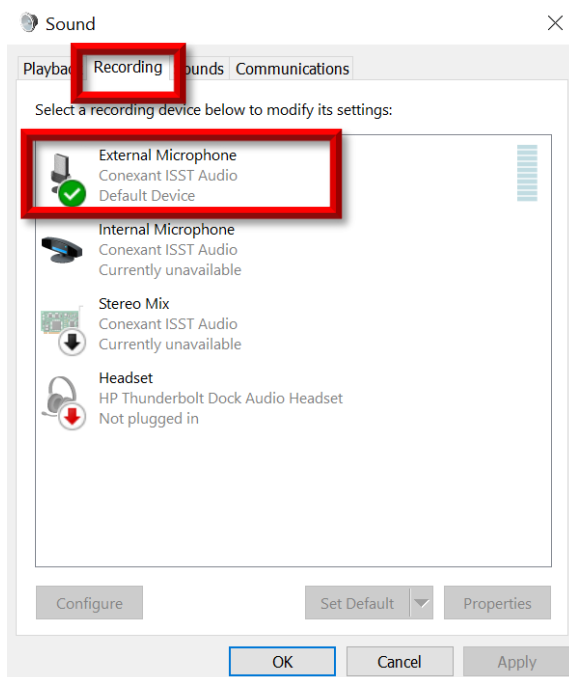 Sound
Playba Recording ounds Communications
Select a recording device below to modify its settings:
External Microphone
Conexant ISST Audio
Default Device
Internal Microphone
Conexant ISST Audio
Currently unavailable
Stereo Mix
Conexant ISST Audio
Currently unavailable
Headset
HP Thunderbolt Dock Audio Headset
Not plugged in
Configure Set Default Properties
OK Cancel Apply